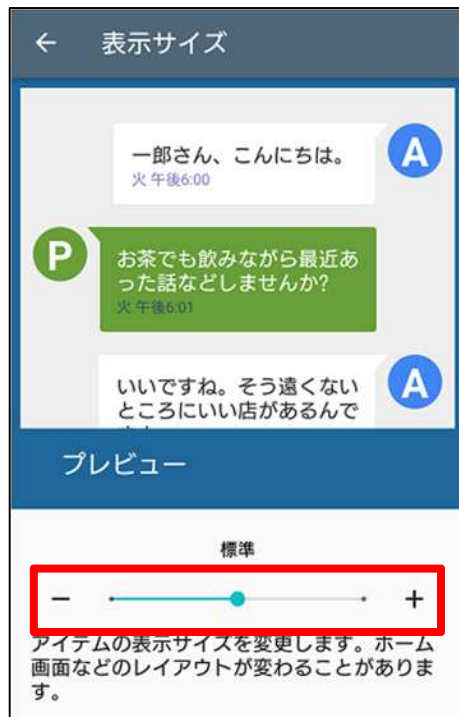 ← 表示サイズ
一郎さん、こんにちは。
火 午後6:00
A
P
お茶でも飲みながら最近あ
った話などしませんか?
火 午後6:01
いいですね。そう遠くない
ところにいい店があるんで
A
プレビュー
標準
− +
アイテムの表示サイズを変更します。ホーム
画面などのレイアウトが変わることがありま
す。